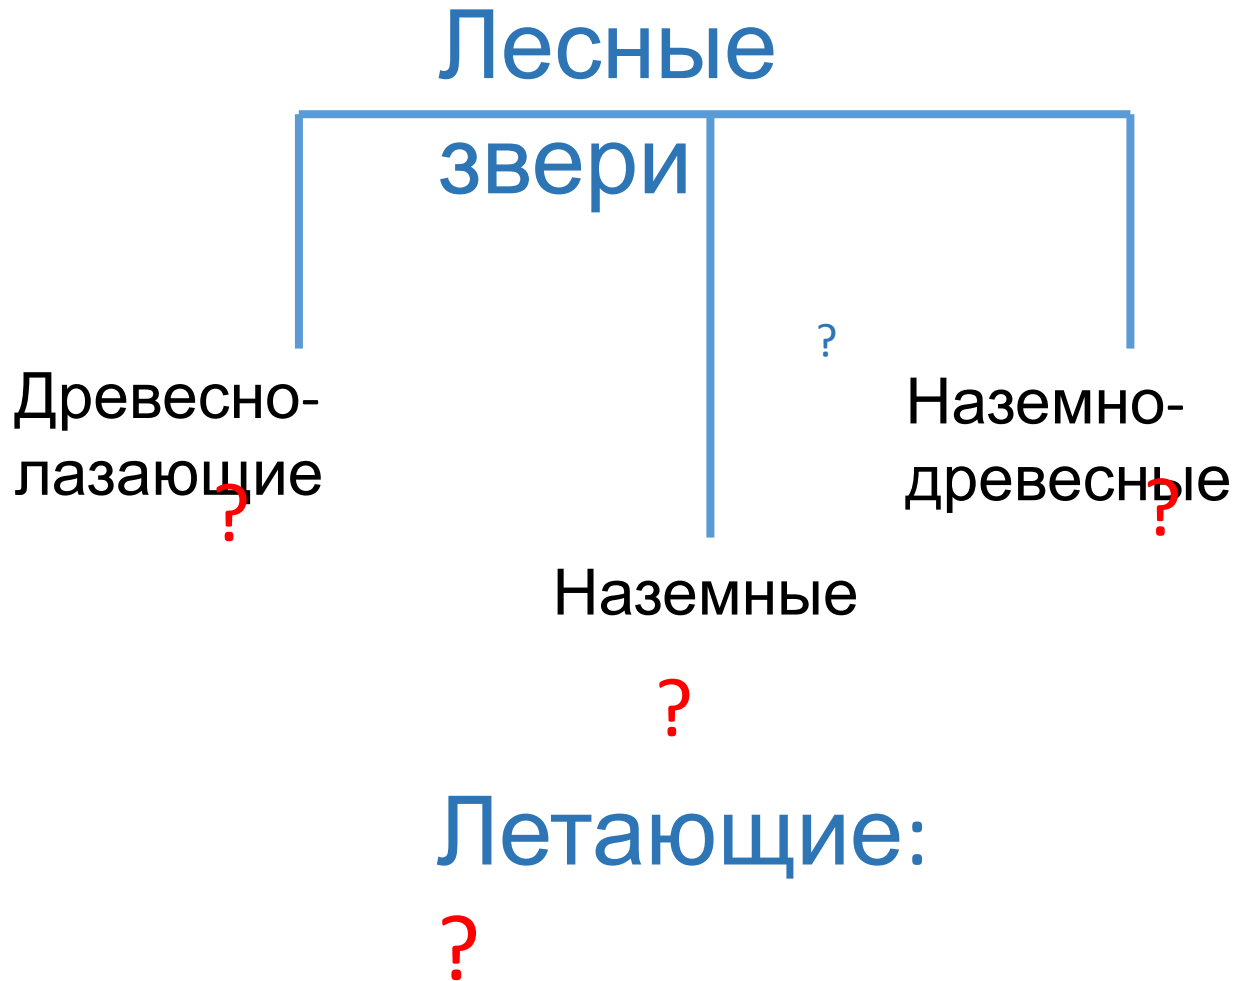 Лесные
звери
?
Древесно-
лазающие
?
Наземно-
древесные
?
Наземные
?
Летающие:
?